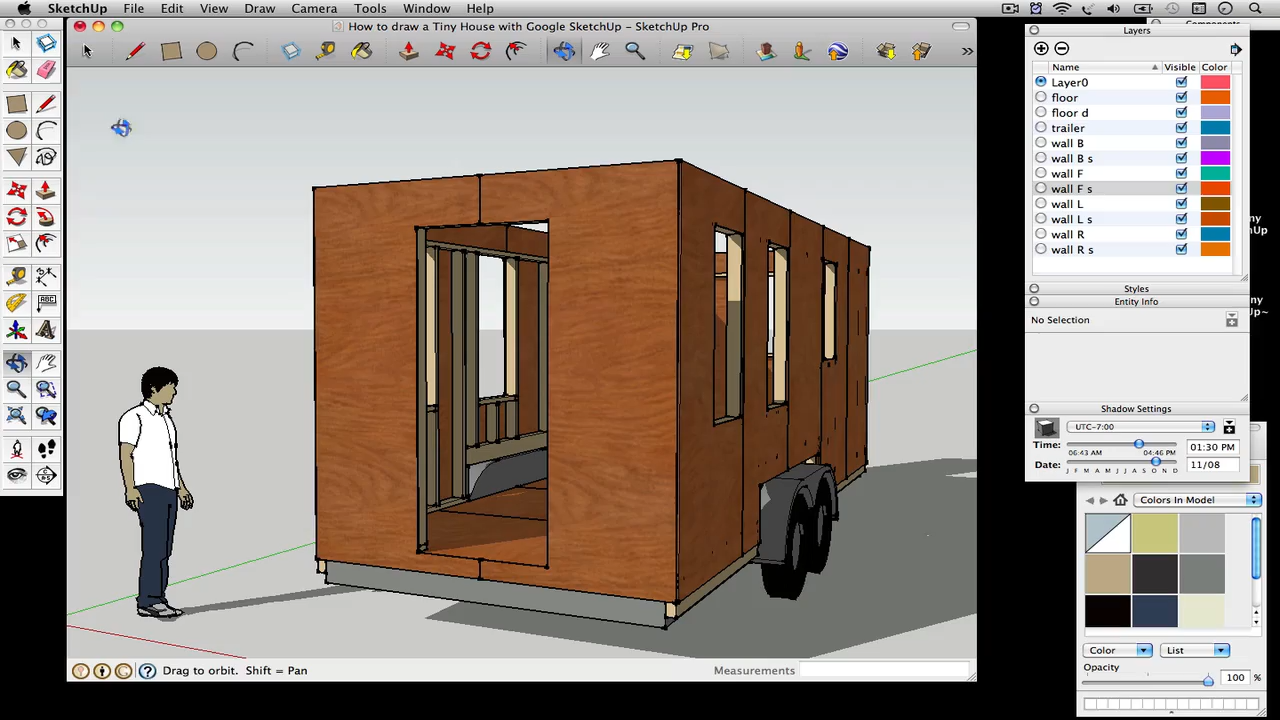 SketchUp File Edit View Draw Camera Tools Window Help
How to draw a Tiny House with Google SketchUp - SketchUp Pro
»
ABC
Drag to orbit. Shift = Pan
Measurements
Layers
Name Visible Color
Layer0
floor
floor d
trailer
wall B
wall B s
wall F
wall F s
wall L
wall L s
wall R
wall R s
Styles
Entity Info
No Selection
Shadow Settings
UTC-7:00
Time: 06:43 AM 04:46 PM 01:30 PM
Date: J F M A M J J A S O N D 11/08
Colors In Model
Color List
Opacity
100 %